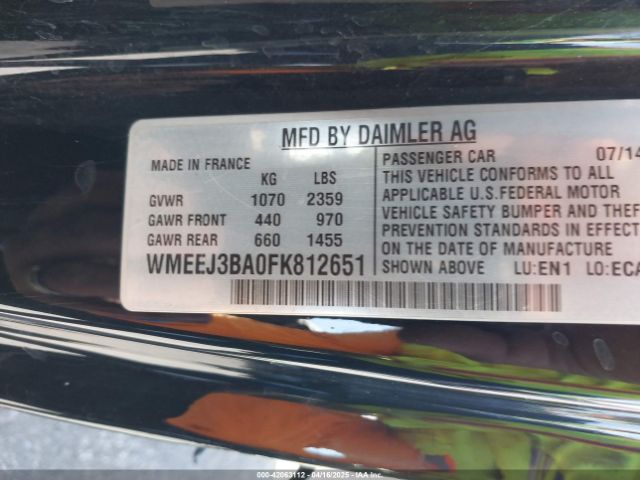 MFD BY DAIMLER AG
MADE IN FRANCE
KG LBS
GVWR 1070 2359
GAWR FRONT 440 970
GAWR REAR 660 1455
WMEEJ3BA0FK812651
PASSENGER CAR 07/14
THIS VEHICLE CONFORMS TO ALL
APPLICABLE U.S.FEDERAL MOTOR
VEHICLE SAFETY BUMPER AND THEF
PREVENTION STANDARDS IN EFFECT
ON THE DATE OF MANUFACTURE
SHOWN ABOVE LU:EN1 LO:ECA
000-42063112 - 04/16/2025 - IAAI.COM